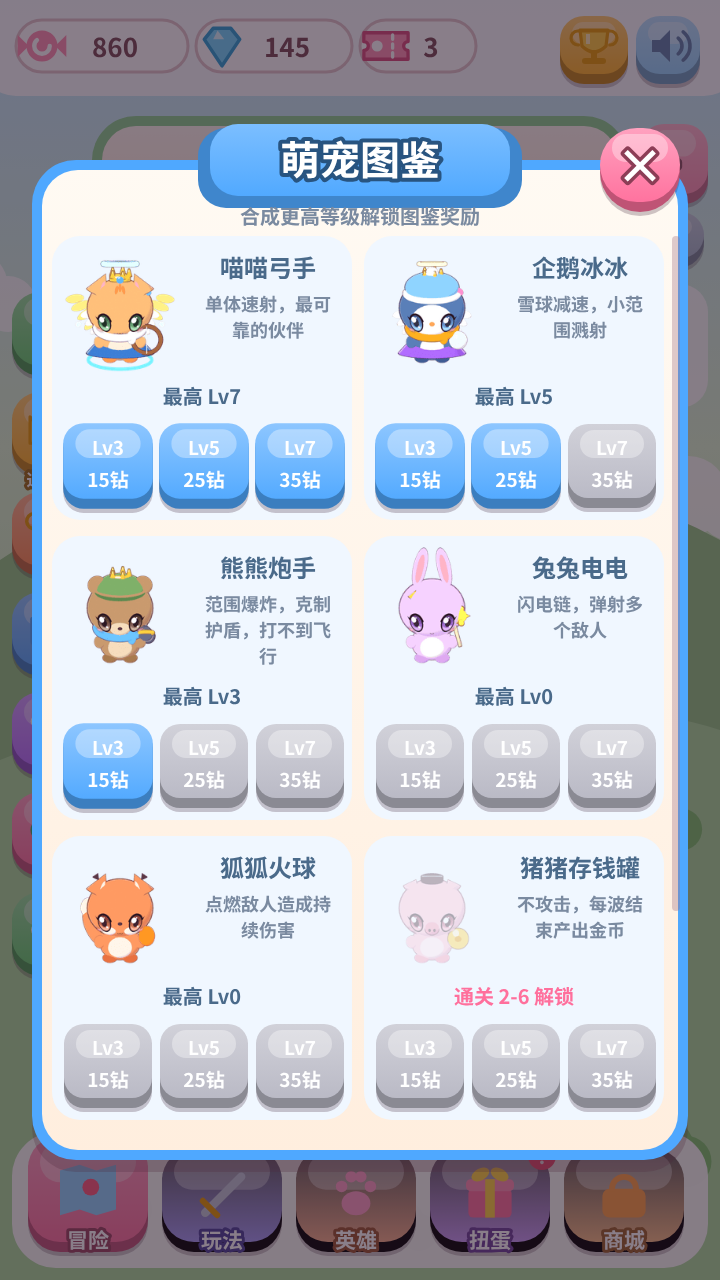 860
145
3
萌宠图鉴
合成更高等级解锁图鉴奖励
喵喵弓手
单体速射，最可
靠的伙伴
最高 Lv7
Lv3
15钻
Lv5
25钻
Lv7
35钻
企鹅冰冰
雪球减速，小范
围溅射
最高 Lv5
Lv3
15钻
Lv5
25钻
Lv7
35钻
熊熊炮手
范围爆炸，克制
护盾，打不到飞
行
最高 Lv3
Lv3
15钻
Lv5
25钻
Lv7
35钻
兔兔电电
闪电链，弹射多
个敌人
最高 Lv0
Lv3
15钻
Lv5
25钻
Lv7
35钻
狐狐火球
点燃敌人造成持
续伤害
最高 Lv0
Lv3
15钻
Lv5
25钻
Lv7
35钻
猪猪存钱罐
不攻击，每波结
束产出金币
通关 2-6 解锁
Lv3
15钻
Lv5
25钻
Lv7
35钻
冒险
玩法
英雄
扭蛋
商城